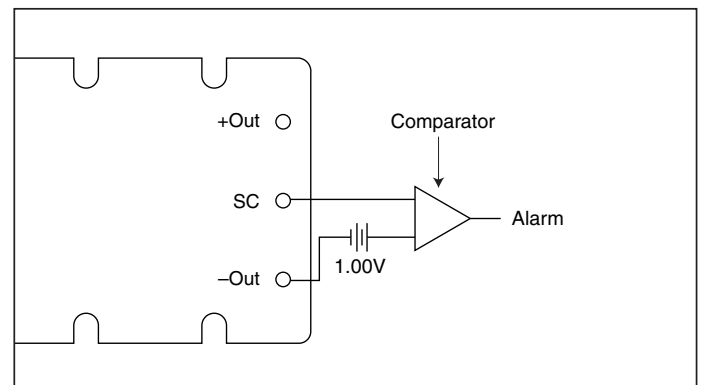 +Out
Comparator
SC
Alarm
1.00V
–Out